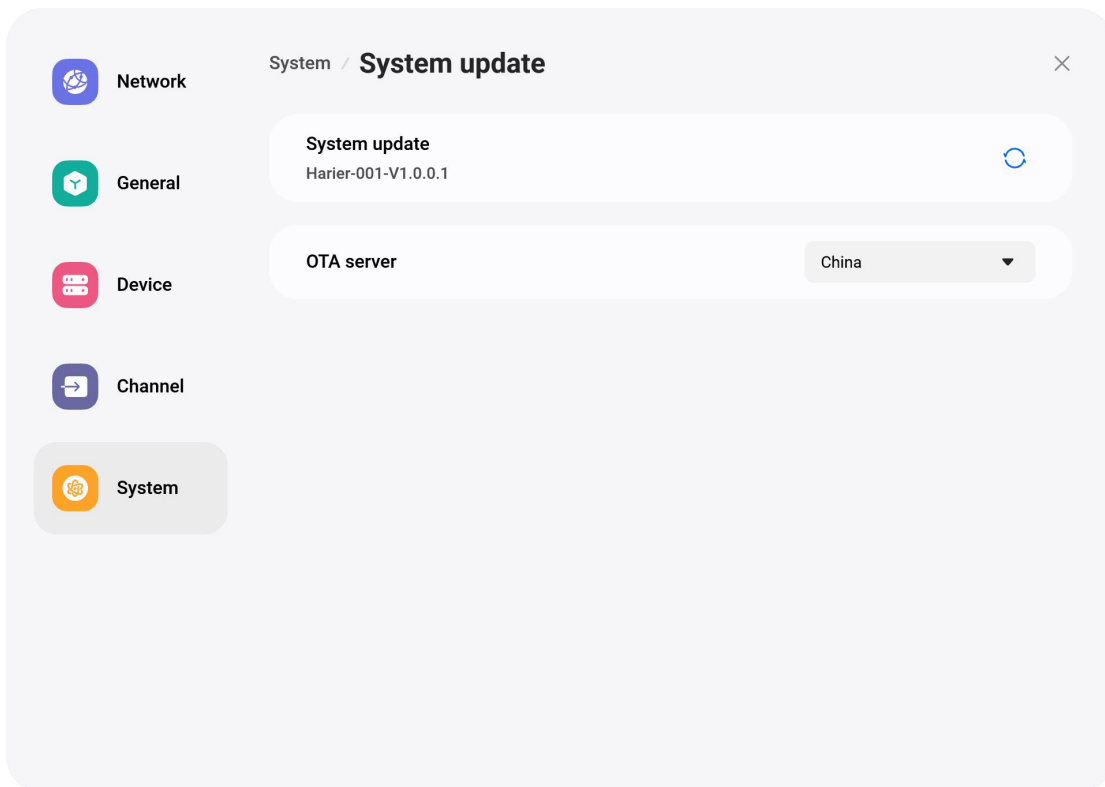 Network
General
Device
Channel
System
System / System update
System update
Harier-001-V1.0.0.1
OTA server
China